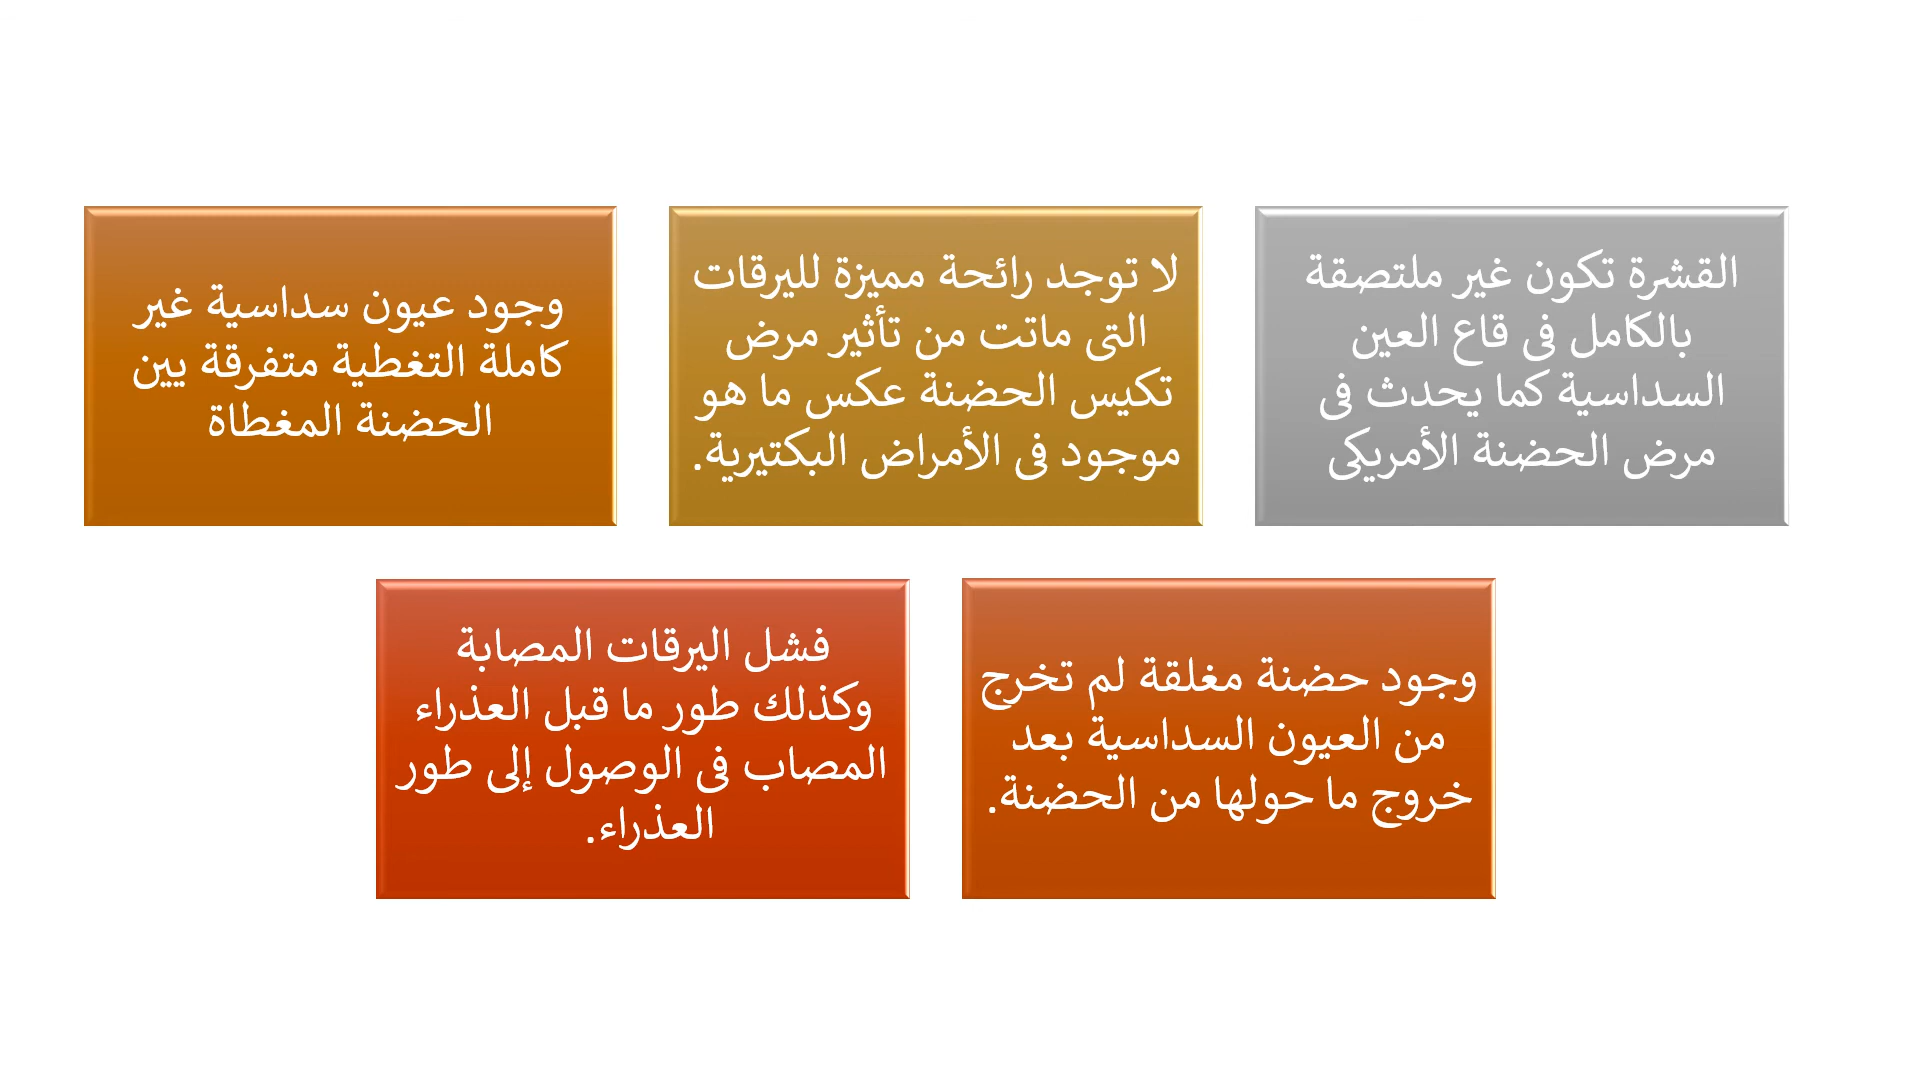 القشرة تكون غير ملتصقة
بالكامل فى قاع العين
السداسية كما يحدث فى
مرض الحضنة الأمريكى
لا توجد رائحة مميزة لليرقات
التى ماتت من تأثير مرض
تكيس الحضنة عكس ما هو
موجود فى الأمراض البكتيرية.
وجود عيون سداسية غير
كاملة التغطية متفرقة يين
الحضنة المغطاة
وجود حضنة مغلقة لم تخرج
من العيون السداسية بعد
خروج ما حولها من الحضنة.
فشل اليرقات المصابة
وكذلك طور ما قبل العذراء
المصاب فى الوصول إلى طور
العذراء.